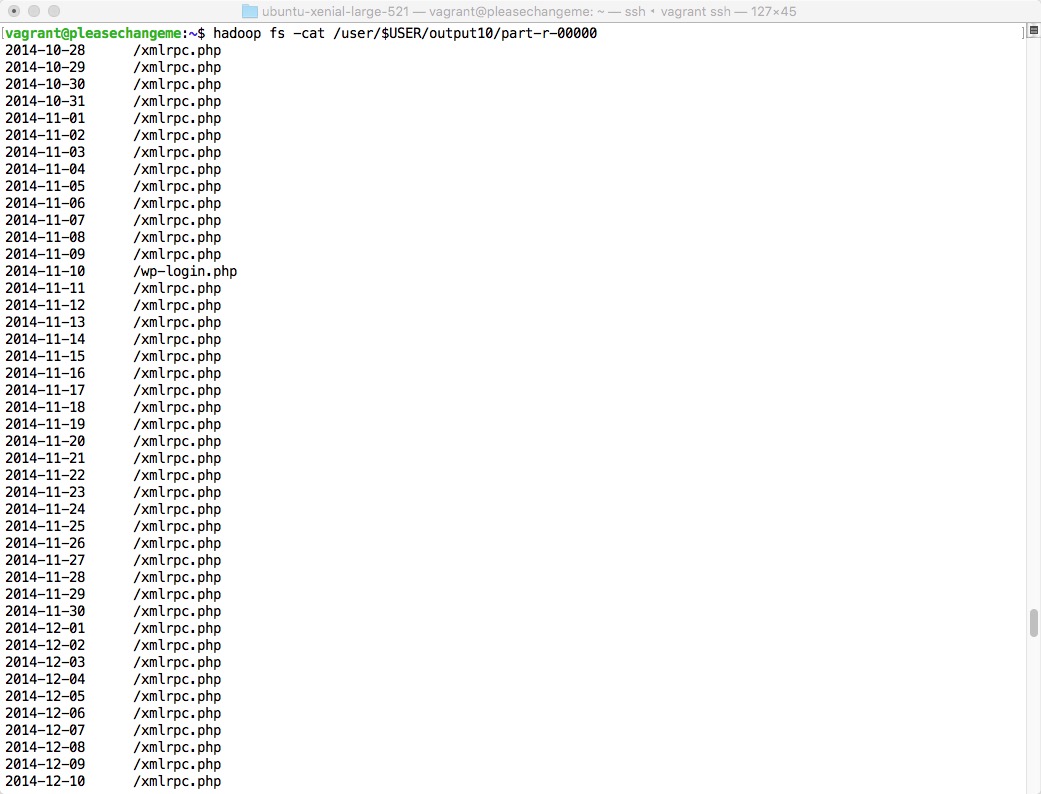 ubuntu-xenial-large-521 — vagrant@pleasechangeme: ~ — ssh ◂ vagrant ssh — 127×45
[vagrant@pleasechangeme:~$ hadoop fs -cat /user/$USER/output10/part-r-00000 ]
2014-10-28 /xmlrpc.php
2014-10-29 /xmlrpc.php
2014-10-30 /xmlrpc.php
2014-10-31 /xmlrpc.php
2014-11-01 /xmlrpc.php
2014-11-02 /xmlrpc.php
2014-11-03 /xmlrpc.php
2014-11-04 /xmlrpc.php
2014-11-05 /xmlrpc.php
2014-11-06 /xmlrpc.php
2014-11-07 /xmlrpc.php
2014-11-08 /xmlrpc.php
2014-11-09 /xmlrpc.php
2014-11-10 /wp-login.php
2014-11-11 /xmlrpc.php
2014-11-12 /xmlrpc.php
2014-11-13 /xmlrpc.php
2014-11-14 /xmlrpc.php
2014-11-15 /xmlrpc.php
2014-11-16 /xmlrpc.php
2014-11-17 /xmlrpc.php
2014-11-18 /xmlrpc.php
2014-11-19 /xmlrpc.php
2014-11-20 /xmlrpc.php
2014-11-21 /xmlrpc.php
2014-11-22 /xmlrpc.php
2014-11-23 /xmlrpc.php
2014-11-24 /xmlrpc.php
2014-11-25 /xmlrpc.php
2014-11-26 /xmlrpc.php
2014-11-27 /xmlrpc.php
2014-11-28 /xmlrpc.php
2014-11-29 /xmlrpc.php
2014-11-30 /xmlrpc.php
2014-12-01 /xmlrpc.php
2014-12-02 /xmlrpc.php
2014-12-03 /xmlrpc.php
2014-12-04 /xmlrpc.php
2014-12-05 /xmlrpc.php
2014-12-06 /xmlrpc.php
2014-12-07 /xmlrpc.php
2014-12-08 /xmlrpc.php
2014-12-09 /xmlrpc.php
2014-12-10 /xmlrpc.php